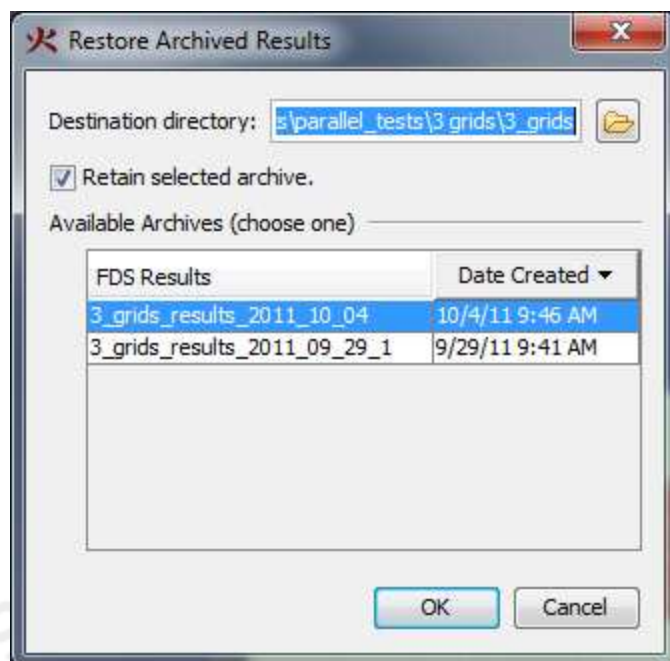 火 Restore Archived Results
Destination directory: s\parallel_tests\3 grids\3_grids
Retain selected archive.
Available Archives (choose one)
FDS Results Date Created
3_grids_results_2011_10_04 10/4/11 9:46 AM
3_grids_results_2011_09_29_1 9/29/11 9:41 AM
OK Cancel